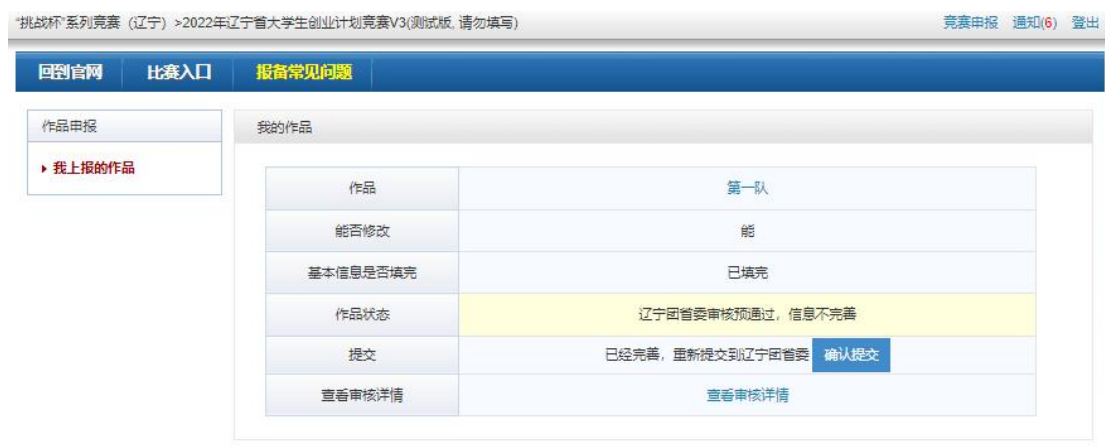 “挑战杯”系列竞赛（辽宁）>2022年辽宁省大学生创业计划竞赛V3(测试版, 请勿填写) 竞赛申报 通知(6) 登出
回到官网 比赛入口 报备常见问题
作品申报
我上报的作品
我的作品
作品 第一队
能否修改 能
基本信息是否填完 已填完
作品状态 辽宁团省委审核预通过，信息不完善
提交 已经完善，重新提交到辽宁团省委 确认提交
查看审核详情 查看审核详情